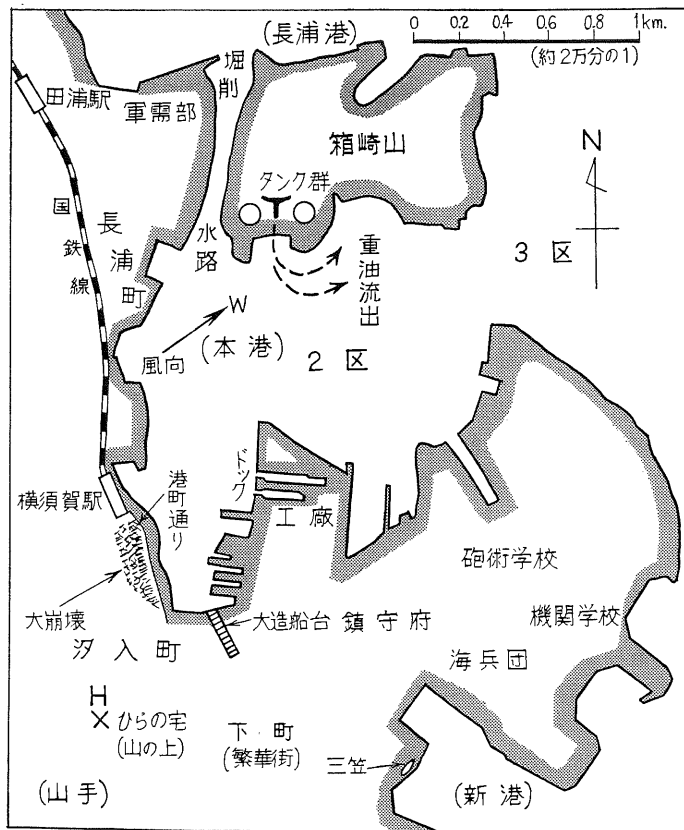 (長浦港)
0 0.2 0.4 0.6 0.8 1km.
(約2万分の1)
堀削
水路
田浦駅
軍需部
箱崎山
タンク群
N
国鉄線
長浦町
重油流出
3区
W
風向
(本港)
2区
横須賀駅
港町通り
ドック
工廠
砲術学校
機関学校
大崩壊
大造船台
鎮守府
汐入町
海兵団
H
×
ひらの宅
(山の上)
下町
(繁華街)
三笠
(新港)
(山手)